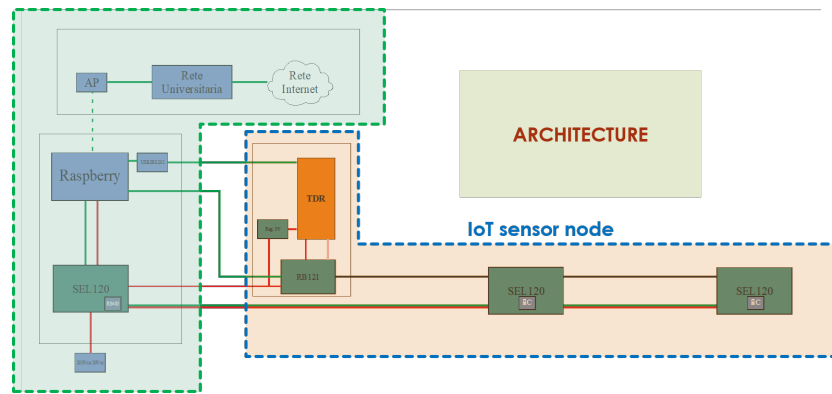 AP
Rete
Universitaria
Rete
Internet
ARCHITECTURE
Raspberry
TDR
IoT sensor node
RB121
SEL120
SEL120
SEL120